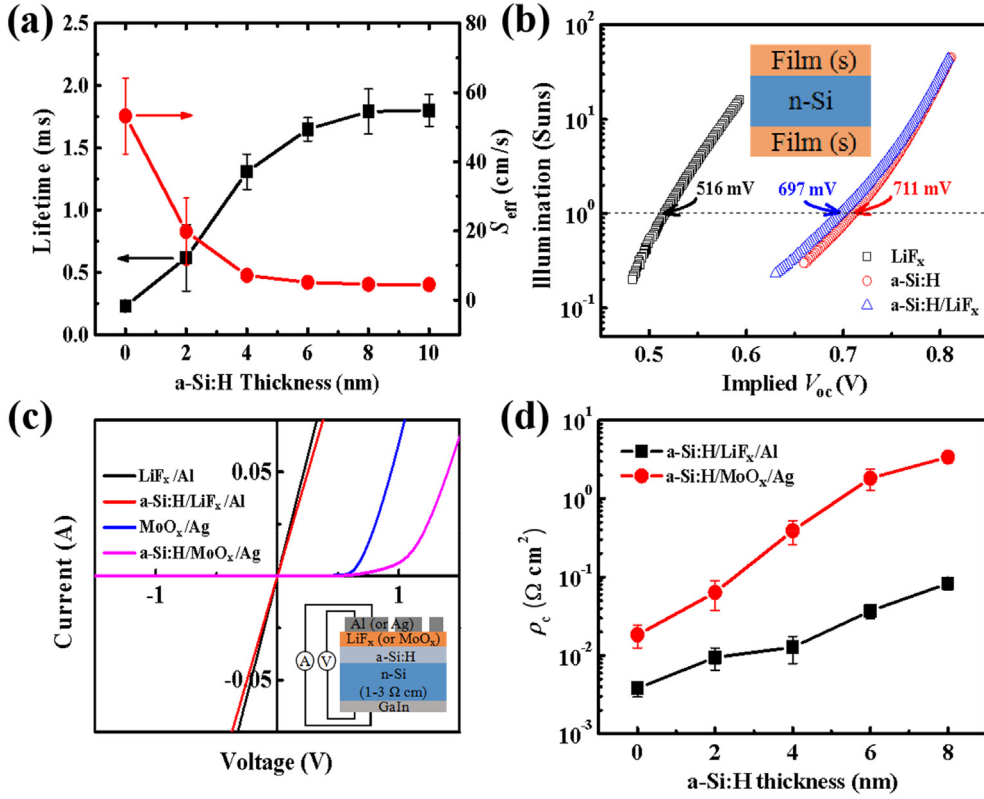 (a)
Lifetime (ms)
2.5
2.0
1.5
1.0
0.5
0.0
80
60
40
20
0
S_eff (cm/s)
0 2 4 6 8 10
a-Si:H Thickness (nm)
(b)
Illumination (Suns)
10²
10¹
10⁰
10⁻¹
Film (s)
n-Si
Film (s)
516 mV
697 mV
711 mV
LiFₓ
a-Si:H
a-Si:H/LiFₓ
0.5 0.6 0.7 0.8
Implied V_oc (V)
(c)
Current (A)
LiFₓ/Al
a-Si:H/LiFₓ/Al
MoOₓ/Ag
a-Si:H/MoOₓ/Ag
0.05
-1
1
-0.05
A
V
Al (or Ag)
LiFₓ (or MoOₓ)
a-Si:H
n-Si
(1-3 Ω cm)
GaIn
Voltage (V)
(d)
ρ_c (Ω cm²)
10¹
10⁰
10⁻¹
10⁻²
10⁻³
a-Si:H/LiFₓ/Al
a-Si:H/MoOₓ/Ag
0 2 4 6 8
a-Si:H thickness (nm)